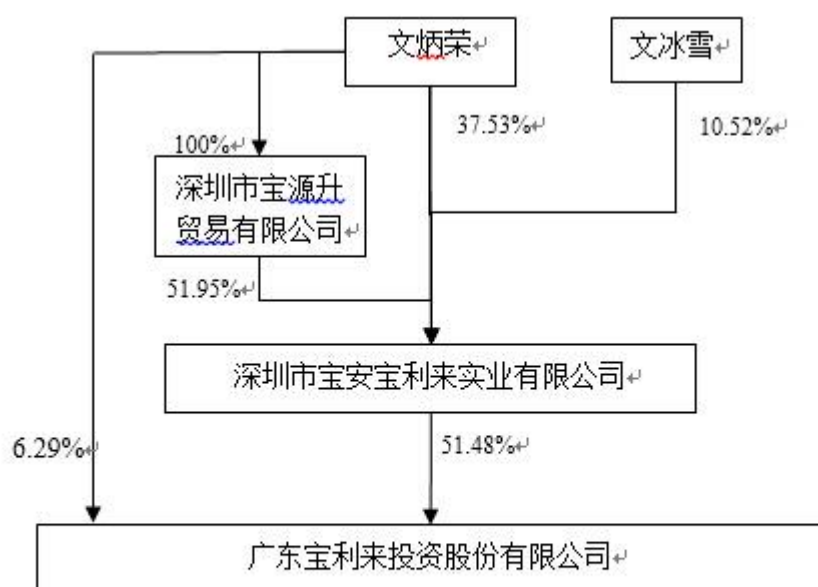 文炳荣↵
文冰雪↵
37.53%↵
10.52%↵
100%↵
深圳市宝源升
贸易有限公司↵
51.95%↵
深圳市宝安宝利来实业有限公司↵
6.29%↵
51.48%↵
广东宝利来投资股份有限公司↵